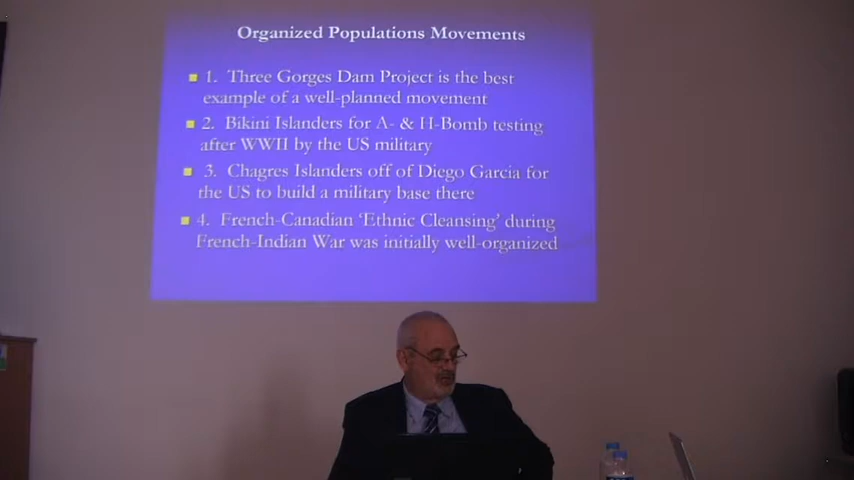 Organized Populations Movements
1. Three Gorges Dam Project is the best
example of a well-planned movement
2. Bikini Islanders for A- & H-Bomb testing
after WWII by the US military
3. Chagres Islanders off of Diego Garcia for
the US to build a military base there
4. French-Canadian ‘Ethnic Cleansing’ during
French-Indian War was initially well-organized